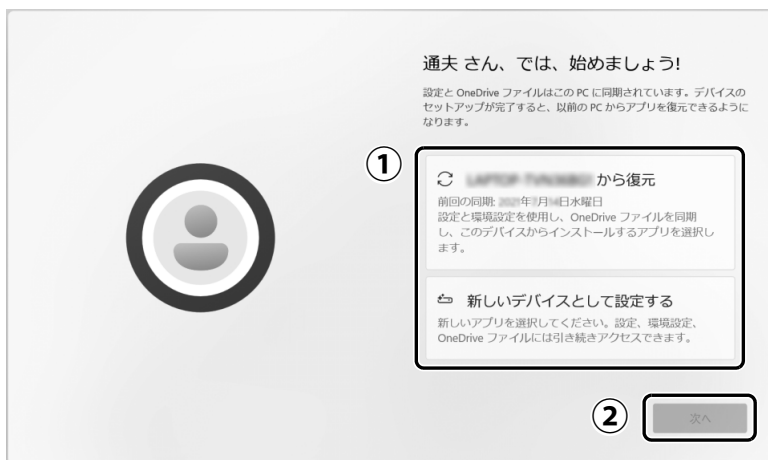 通夫 さん、では、始めましょう!
設定と OneDrive ファイルはこの PC に同期されています。デバイスの
セットアップが完了すると、以前の PC からアプリを復元できるように
なります。
①
から復元
前回の同期: 年7月14日水曜日
設定と環境設定を使用し、OneDrive ファイルを同期
し、このデバイスからインストールするアプリを選択し
ます。
新しいデバイスとして設定する
新しいアプリを選択してください。設定、環境設定、
OneDrive ファイルには引き続きアクセスできます。
②
次へ